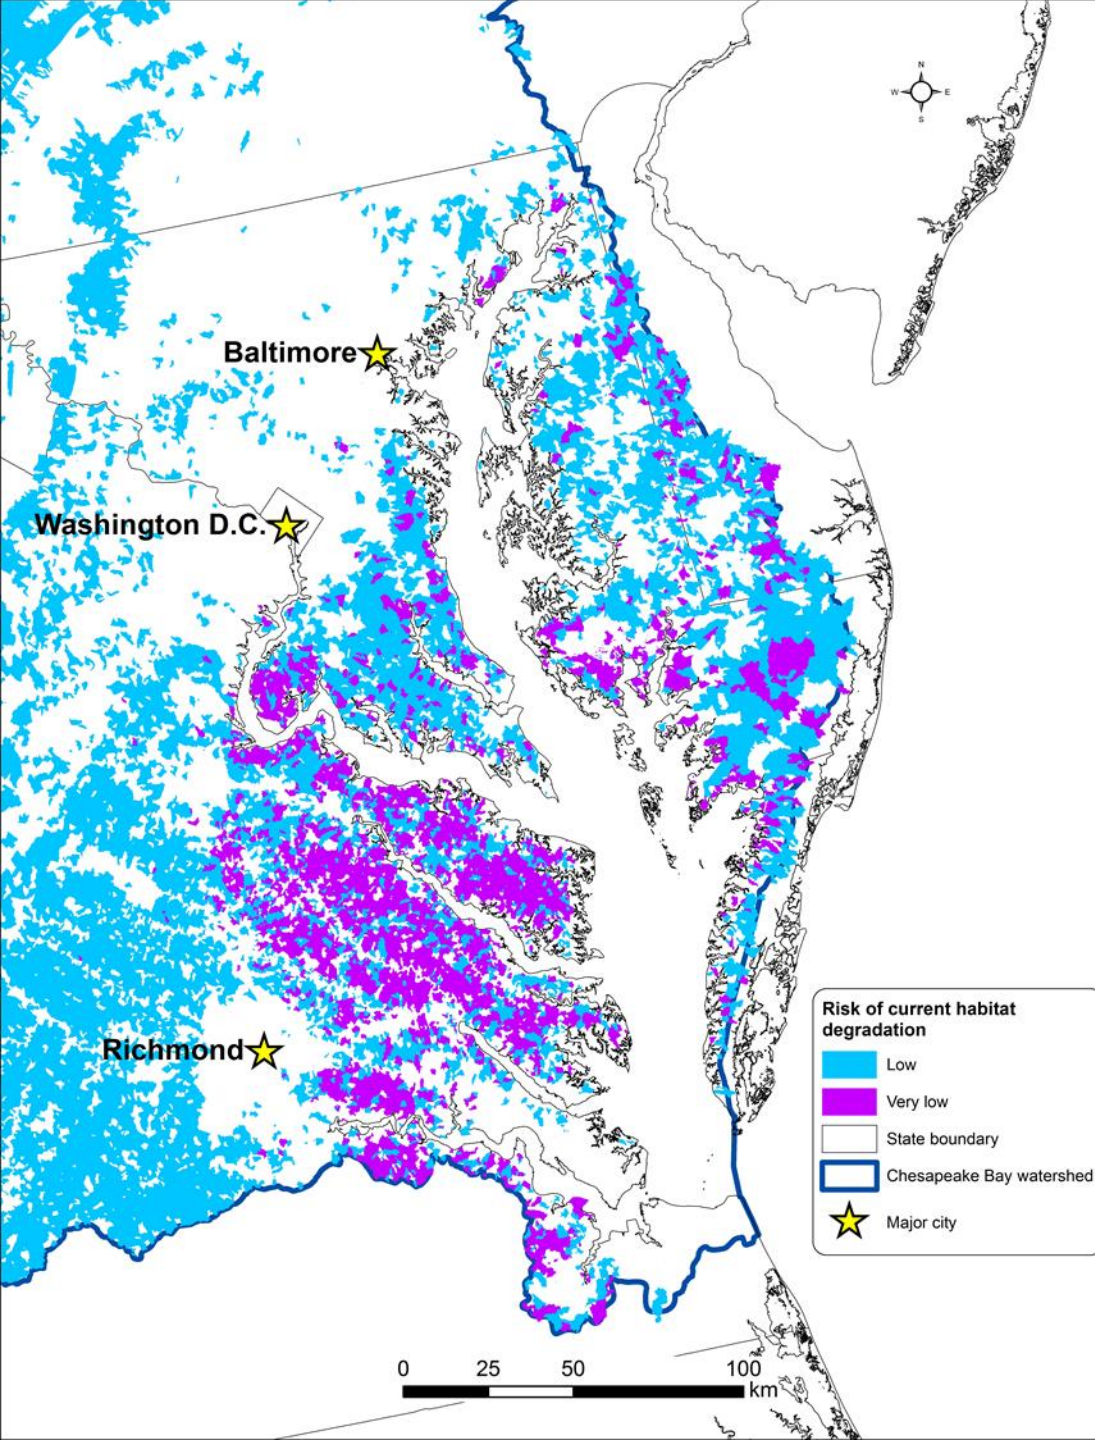 N
W E
S
Baltimore
Washington D.C.
Richmond
Risk of current habitat
degradation
Low
Very low
State boundary
Chesapeake Bay watershed
Major city
0 25 50 100
km